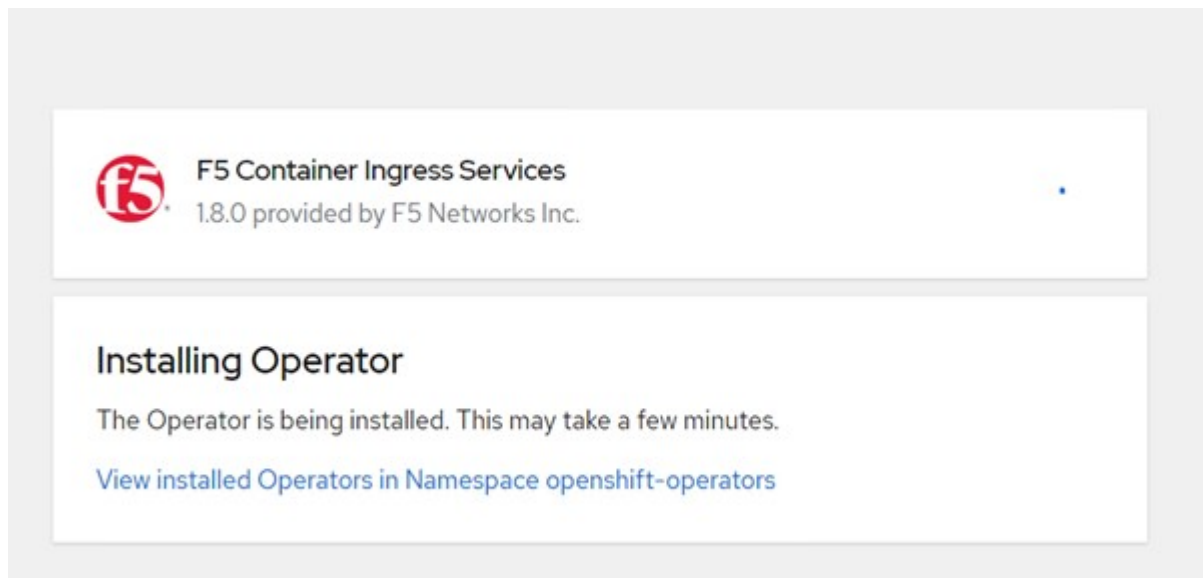 f5
F5 Container Ingress Services
1.8.0 provided by F5 Networks Inc.
Installing Operator
The Operator is being installed. This may take a few minutes.
View installed Operators in Namespace openshift-operators